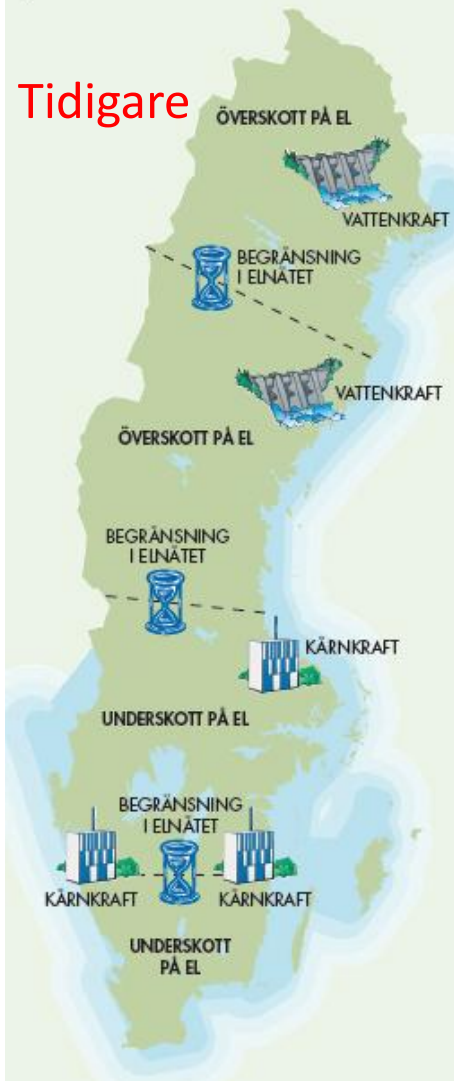 Tidigare
ÖVERSKOTT PÅ EL
VATTENKRAFT
BEGRÄNSNING
I ELNÄTET
VATTENKRAFT
ÖVERSKOTT PÅ EL
BEGRÄNSNING
I ELNÄTET
KÄRNKRAFT
UNDERSKOTT PÅ EL
BEGRÄNSNING
I ELNÄTET
KÄRNKRAFT
KÄRNKRAFT
UNDERSKOTT
PÅ EL